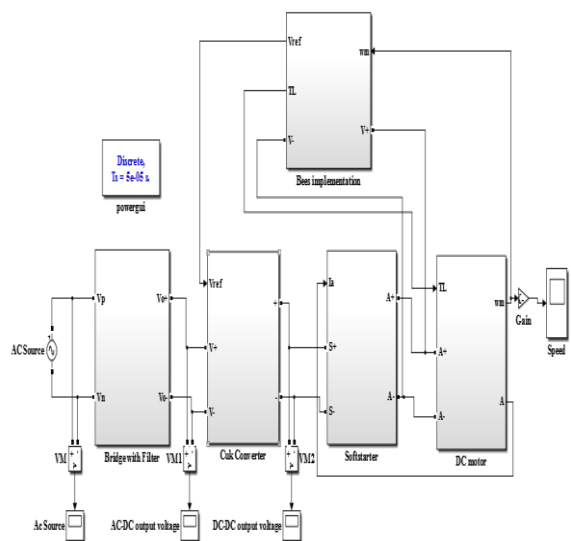 Vref
TL
V-
wm
V+
Bees implementation
Discrete,
Ts = 5e-05 s.
powergui
AC Source
Vp
Vn
Vo+
Vo-
Bridge with Filter
Vref
V+
V-
+
-
Cuk Converter
Ia
S+
S-
A+
A-
Softstarter
TL
A+
A-
wm
A
DC motor
Gain
Speed
VM
VM1
VM2
Ac Source
AC-DC output voltage
DC-DC output voltage